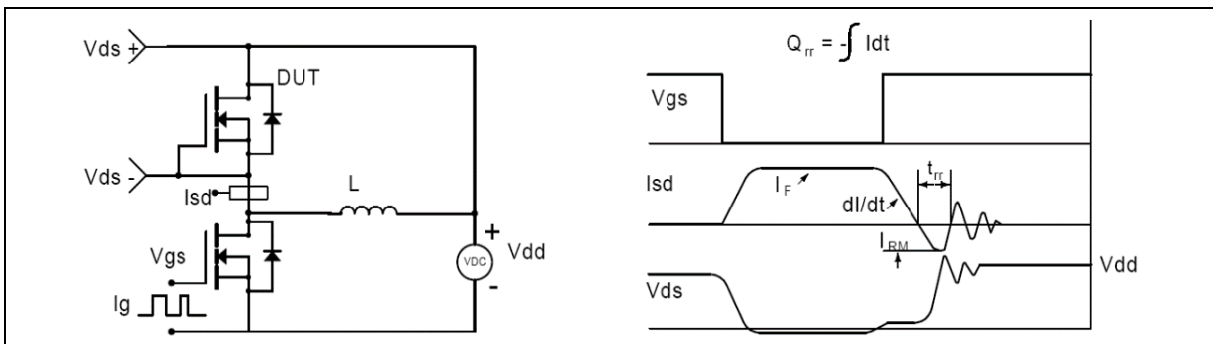 Vds +
DUT
Vds -
Isd
L
Vgs
+
VDC
Vdd
-
Ig
Q_rr = -∫ Idt
Vgs
Isd
I_F
dI/dt
t_rr
I_RM
Vdd
Vds